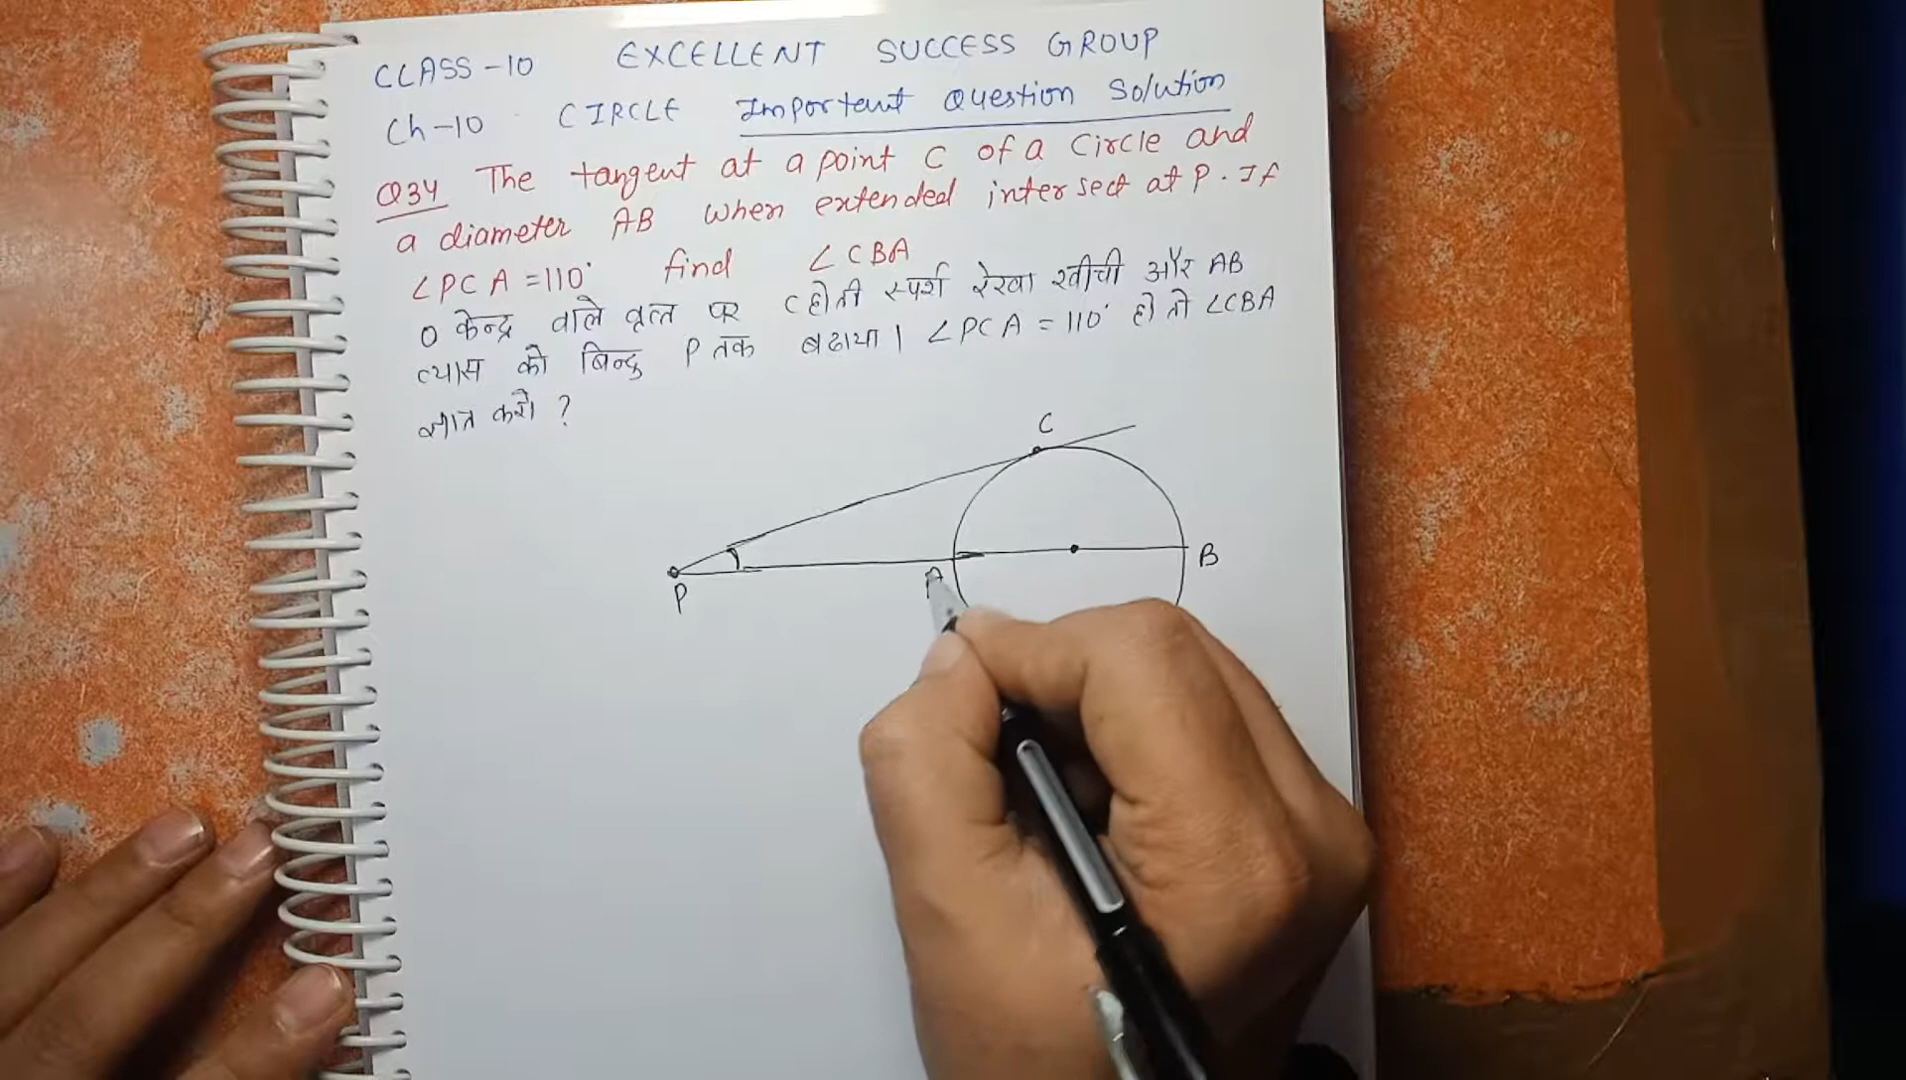 CLASS-10 EXCELLENT SUCCESS GROUP
Ch-10 CIRCLE Important Question Solution
Q34 The tangent at a point C of a Circle and
a diameter AB when extended intersect at P. If
∠PCA = 110° find ∠CBA
O केन्द्र वाले वृत्त पर C होती स्पर्श रेखा खीची और AB
व्यास को बिन्दु P तक बढाया। ∠PCA = 110° हो तो ∠CBA
ज्ञात करो ?
C
B
A
P